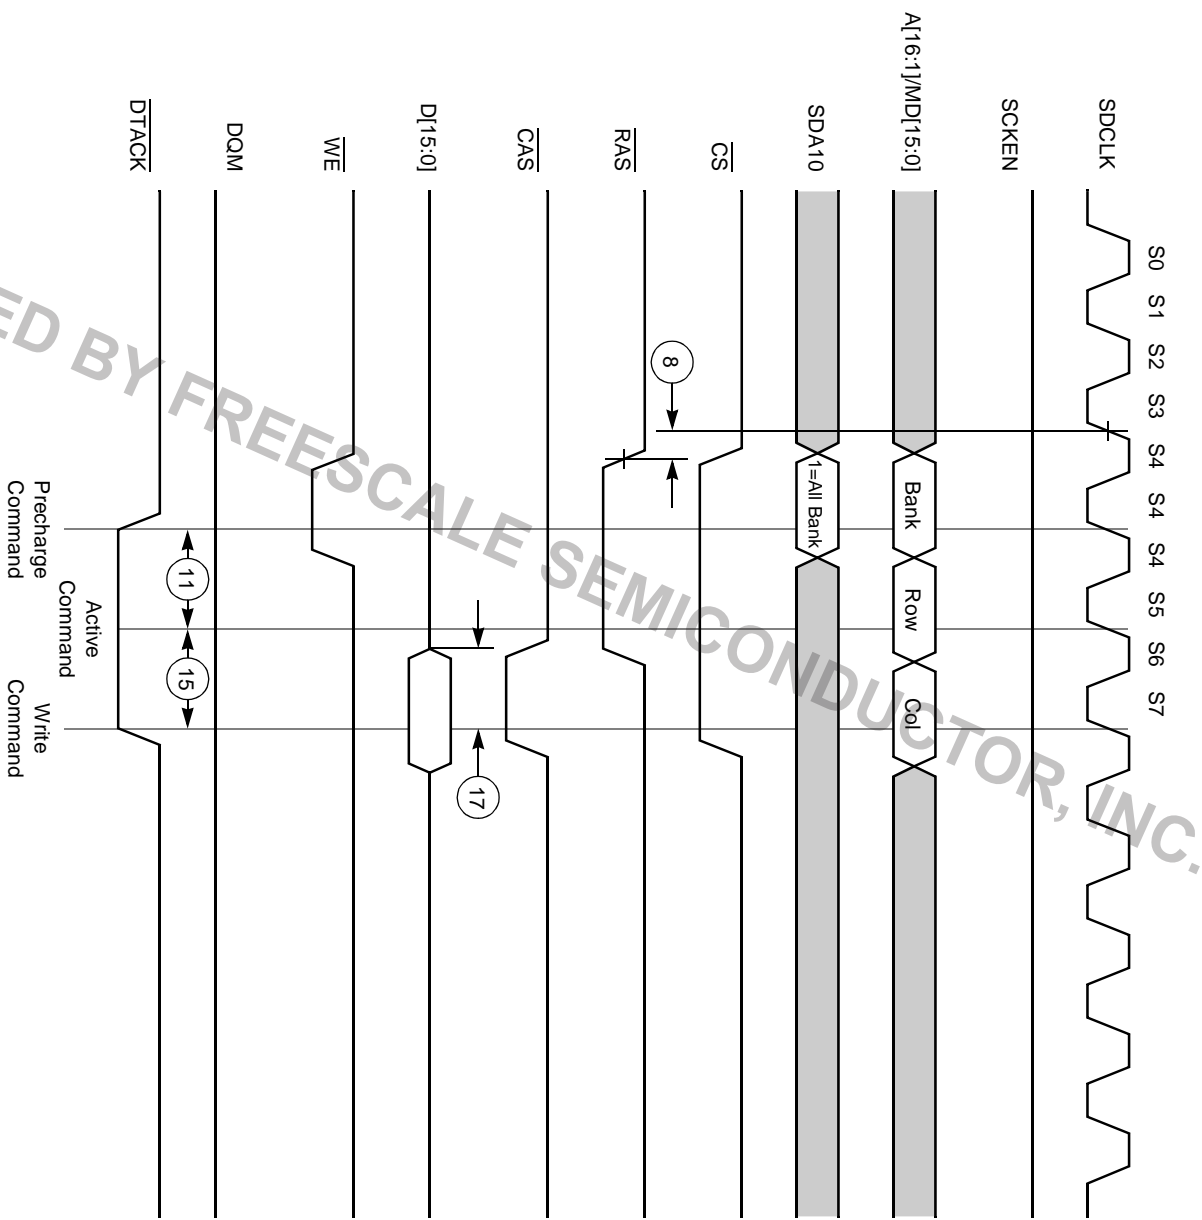 S0 S1 S2 S3 S4 S4 S4 S5 S6 S7
SDCLK
SCKEN
A[16:1]/MD[15:0]
Bank Row Col
SDA10
1=All Bank
CS
RAS
8
CAS
D[15:0]
17
WE
DQM
11 15
DTACK
Precharge
Command
Active
Command
Write
Command
ED BY FREESCALE SEMICONDUCTOR, INC.